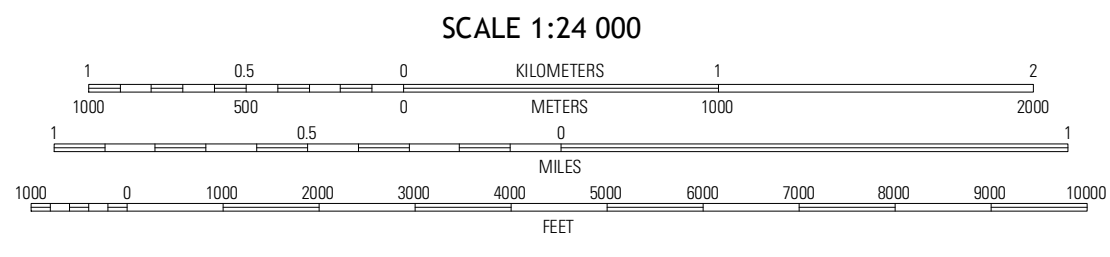 SCALE 1:24 000
1 0.5 0 KILOMETERS 1 2
1000 500 0 METERS 1000 2000
1 0.5 0 1
MILES
1000 0 1000 2000 3000 4000 5000 6000 7000 8000 9000 10000
FEET